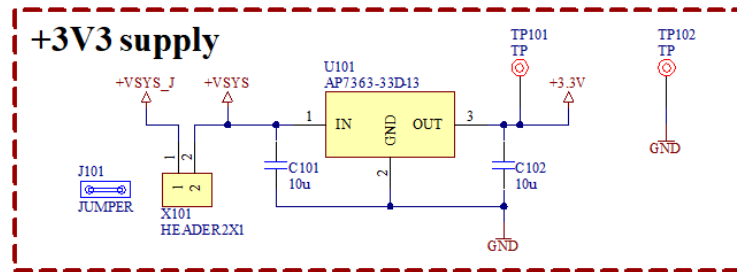 +3V3 supply
TP101
TP
TP102
TP
U101
AP7363-33D-13
+VSYS_J
+VSYS
+3.3V
1
IN
GND
OUT
3
2
GND
1
2
C101
10u
C102
10u
J101
JUMPER
1
2
X101
HEADER2X1
GND